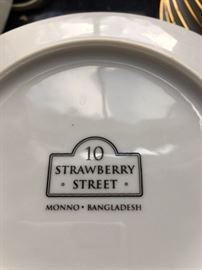 10
STRAWBERRY
• STREET •
MONNO • BANGLADESH